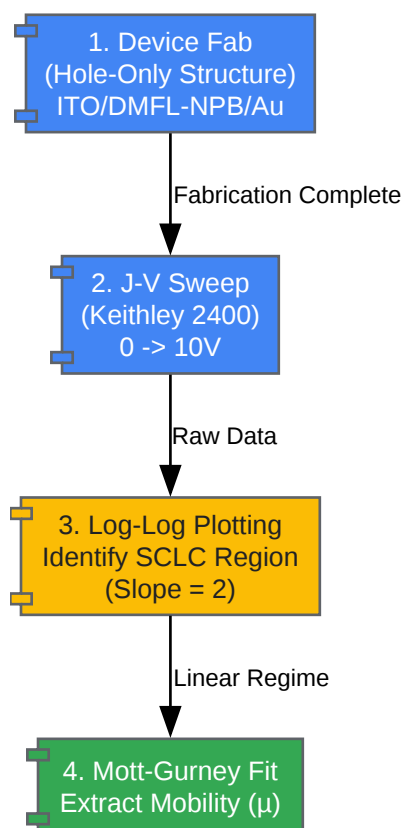 1. Device Fab
(Hole-Only Structure)
ITO/DMFL-NPB/Au
Fabrication Complete
2. J-V Sweep
(Keithley 2400)
0 -> 10V
Raw Data
3. Log-Log Plotting
Identify SCLC Region
(Slope = 2)
Linear Regime
4. Mott-Gurney Fit
Extract Mobility (μ)